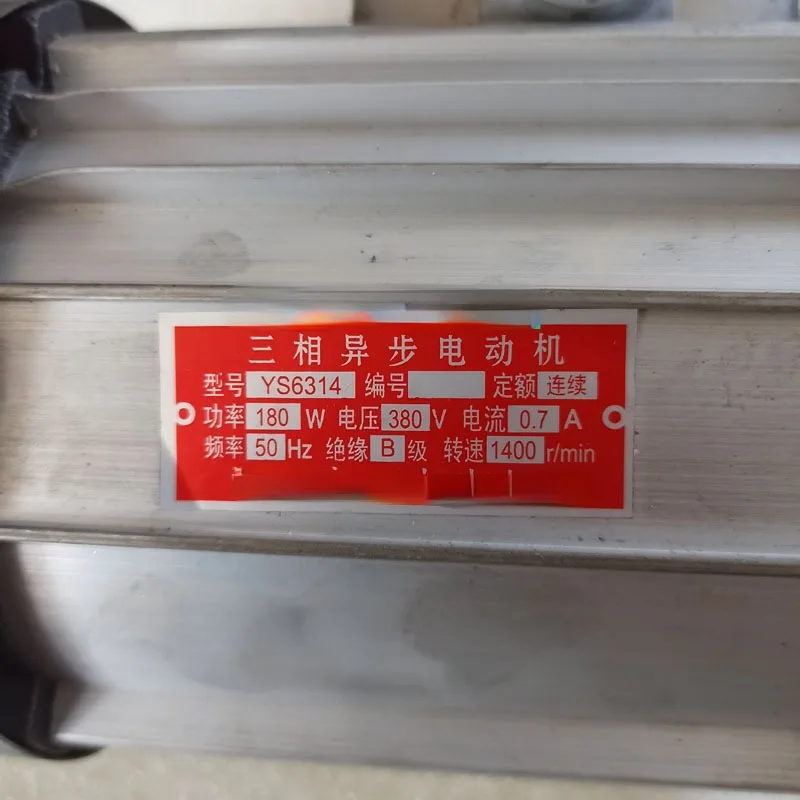 三相异步电动机
型号 YS6314 编号 定额 连续
功率 180 W 电压 380 V 电流 0.7 A
频率 50 Hz 绝缘 B 级 转速 1400 r/min